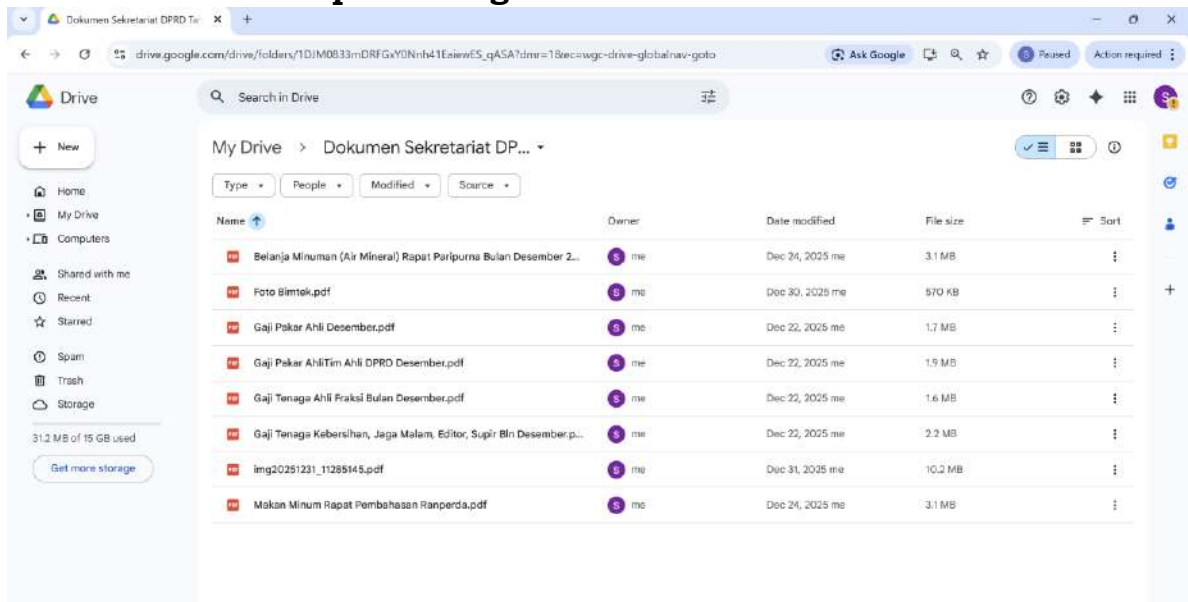 Dokumen Sekretariat DPRD Ta
drive.google.com/drive/folders/1DJM0833mDRFGxY0Nnh41EaiewES_qASA?dmr=1&ec=wgc-drive-globalnav-goto
Ask Google
Paused
Action required
Drive
Search in Drive
New
My Drive > Dokumen Sekretariat DP...
Type
People
Modified
Source
Home
My Drive
Computers
Shared with me
Recent
Starred
Spam
Trash
Storage
31.2 MB of 15 GB used
Get more storage
Name Owner Date modified File size Sort
Belanja Minuman (Air Mineral) Rapat Paripurna Bulan Desember 2... me Dec 24, 2025 me 3.1 MB
Foto Bimtek.pdf me Dec 30, 2025 me 570 KB
Gaji Pakar Ahli Desember.pdf me Dec 22, 2025 me 1.7 MB
Gaji Pakar AhliTim Ahli DPRD Desember.pdf me Dec 22, 2025 me 1.9 MB
Gaji Tenaga Ahli Fraksi Bulan Desember.pdf me Dec 22, 2025 me 1.6 MB
Gaji Tenaga Kebersihan, Jaga Malam, Editor, Supir Bln Desember.p... me Dec 22, 2025 me 2.2 MB
img20251231_11285145.pdf me Dec 31, 2025 me 10.2 MB
Makan Minum Rapat Pembahasan Ranperda.pdf me Dec 24, 2025 me 3.1 MB